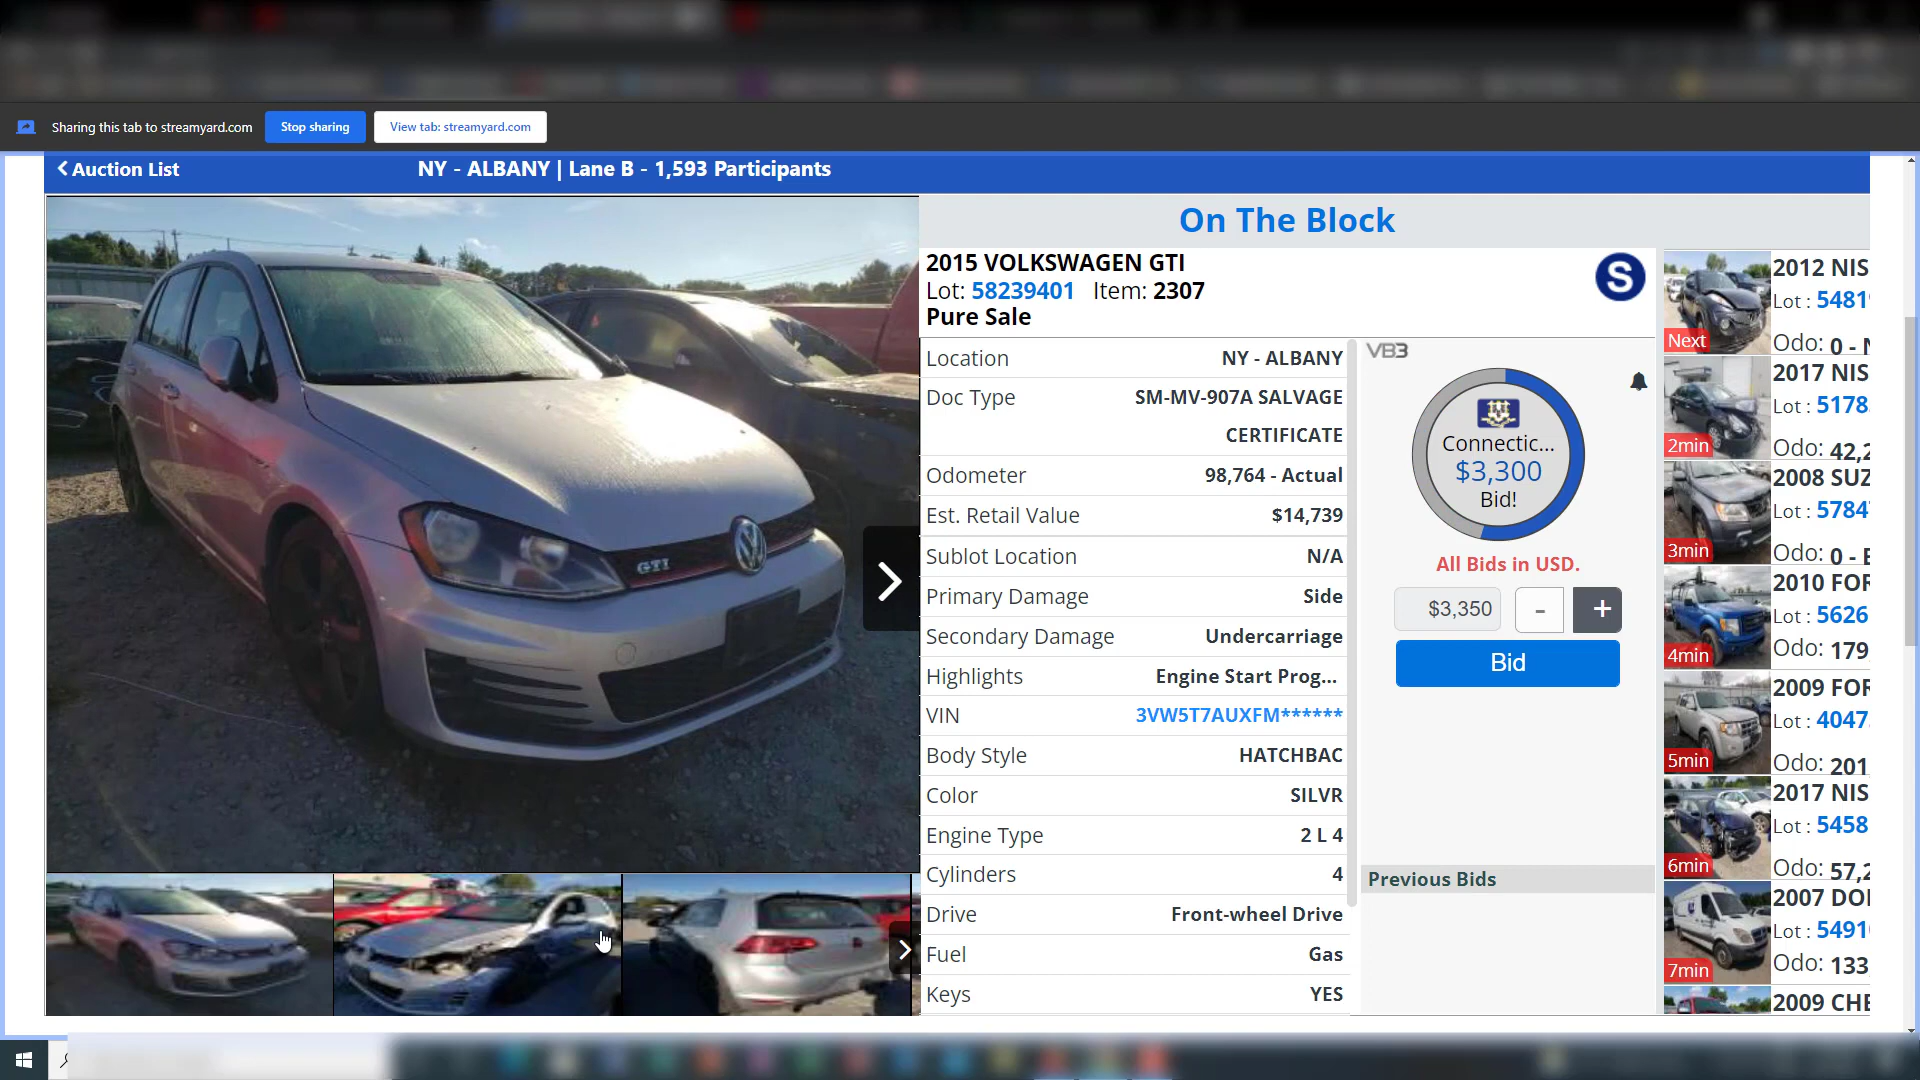 Sharing this tab to streamyard.com
Stop sharing
View tab: streamyard.com
Auction List
NY - ALBANY | Lane B - 1,593 Participants
On The Block
2015 VOLKSWAGEN GTI
Lot: 58239401 Item: 2307
Pure Sale
S
Location NY - ALBANY
Doc Type SM-MV-907A SALVAGE
CERTIFICATE
Odometer 98,764 - Actual
Est. Retail Value $14,739
Sublot Location N/A
Primary Damage Side
Secondary Damage Undercarriage
Highlights Engine Start Prog...
VIN 3VW5T7AUXFM******
Body Style HATCHBAC
Color SILVR
Engine Type 2 L 4
Cylinders 4
Drive Front-wheel Drive
Fuel Gas
Keys YES
GTI
VB3
Connectic...
$3,300
Bid!
All Bids in USD.
$3,350
-
+
Bid
Previous Bids
2012 NIS
Lot : 5481
Odo: 0 -
Next
2017 NIS
Lot : 5178
Odo: 42,2
2min
2008 SUZ
Lot : 5784
Odo: 0 - E
3min
2010 FOR
Lot : 5626
Odo: 179
4min
2009 FOR
Lot : 4047
Odo: 201
5min
2017 NIS
Lot : 5458
Odo: 57,2
6min
2007 DO
Lot : 5491
Odo: 133
7min
2009 CHE